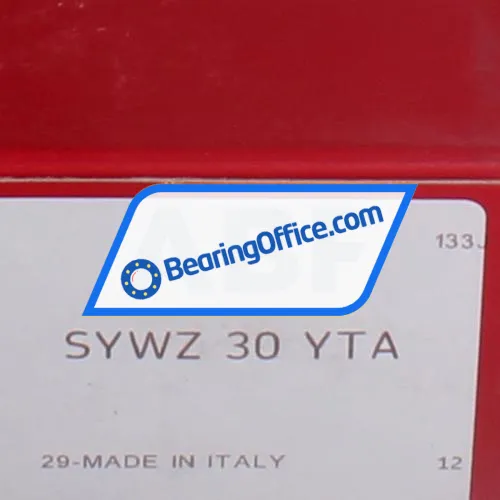 BearingOffice.com
133J
SYWZ 30 YTA
29-MADE IN ITALY
12